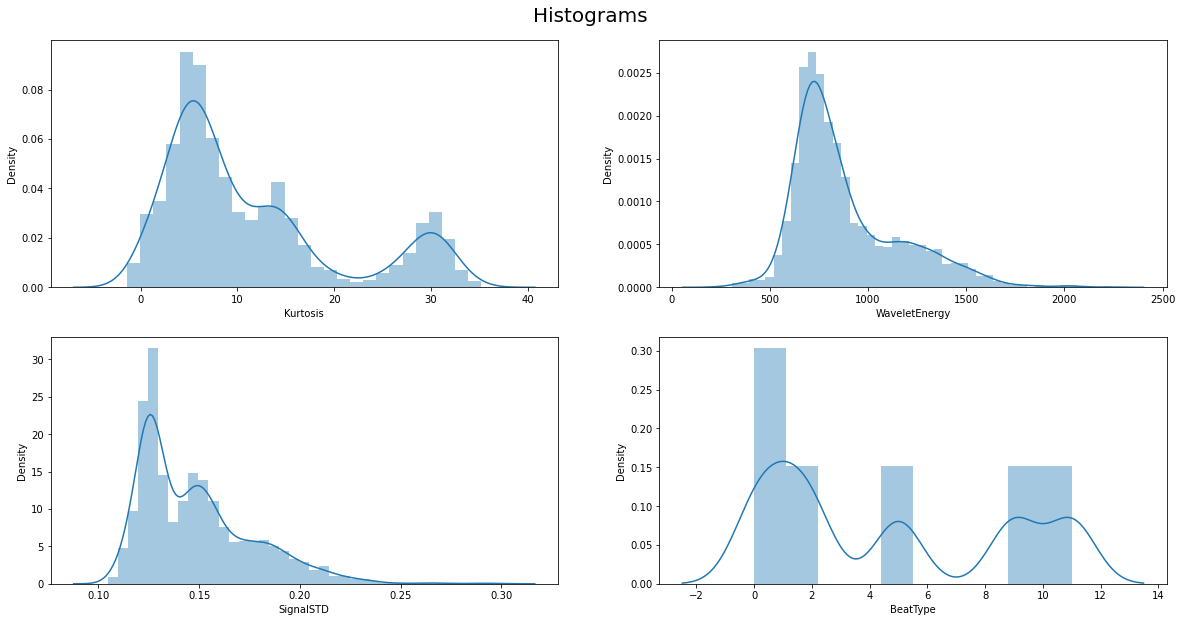 Histograms
Density
0.08
0.06
0.04
0.02
0.00
0 10 20 30 40
Kurtosis
Density
0.0025
0.0020
0.0015
0.0010
0.0005
0.0000
0 500 1000 1500 2000 2500
WaveletEnergy
Density
30
25
20
15
10
5
0
0.10 0.15 0.20 0.25 0.30
SignalSTD
Density
0.30
0.25
0.20
0.15
0.10
0.05
0.00
−2 0 2 4 6 8 10 12 14
BeatType